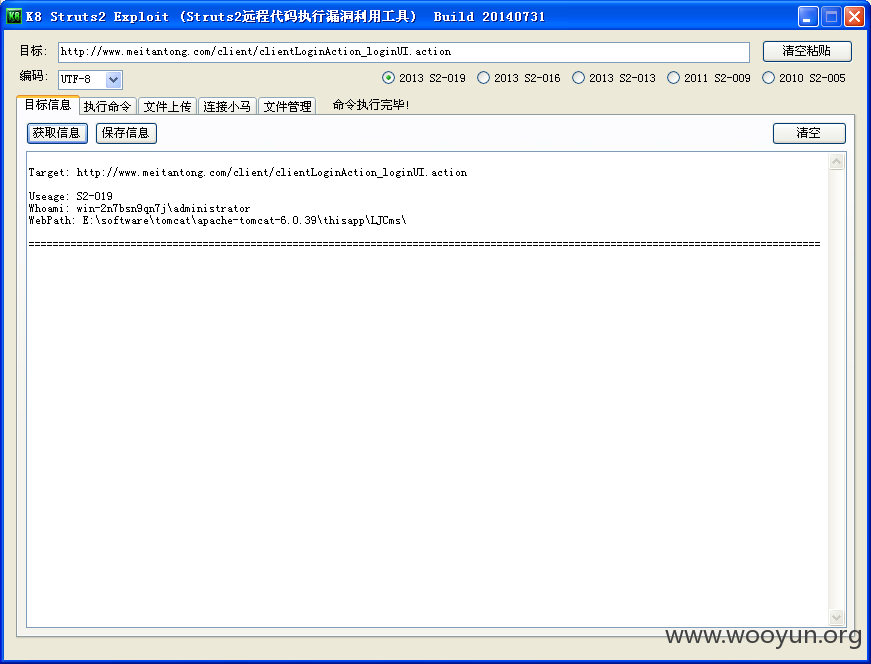 K8 Struts2 Exploit (Struts2远程代码执行漏洞利用工具) Build 20140731
目标: http://www.meitantong.com/client/clientLoginAction_loginUI.action 清空粘贴
编码: UTF-8 2013 S2-019 2013 S2-016 2013 S2-013 2011 S2-009 2010 S2-005
目标信息 执行命令 文件上传 连接小马 文件管理 命令执行完毕!
获取信息 保存信息 清空
Target: http://www.meitantong.com/client/clientLoginAction_loginUI.action
Useage: S2-019
Whoami: win-2n7bsn9qn7j\administrator
WebPath: E:\software\tomcat\apache-tomcat-6.0.39\thisapp\LJCms\
====================================================================================================================================
www.wooyun.org